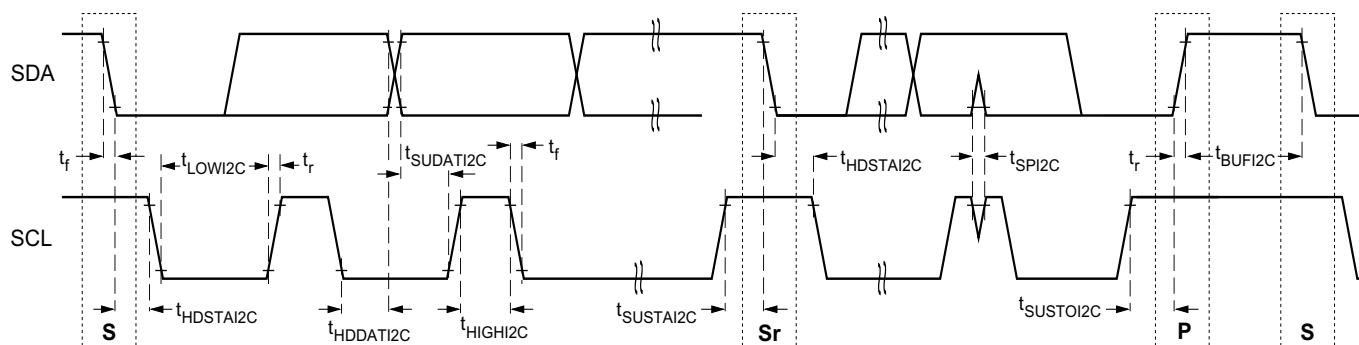 SDA
t_f t_LOWI2C t_r t_SUDATI2C t_f t_HDSTAI2C t_SPI2C t_r t_BUFI2C
SCL
t_HDSTAI2C t_HDDATI2C t_HIGHI2C t_SUSTAI2C t_SUSTOI2C
S Sr P S